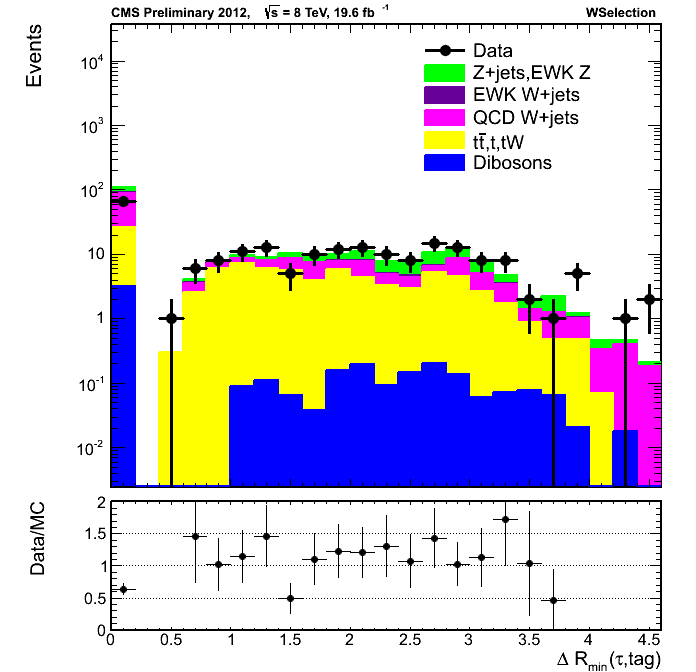 CMS Preliminary 2012, √s = 8 TeV, 19.6 fb⁻¹ WSelection
Events
Data
Z+jets,EWK Z
EWK W+jets
QCD W+jets
tt̄,t,tW
Dibosons
10⁴
10³
10²
10
1
10⁻¹
10⁻²
Data/MC
2
1.5
1
0.5
0
0 0.5 1 1.5 2 2.5 3 3.5 4 4.5
Δ Rmin(τ,tag)